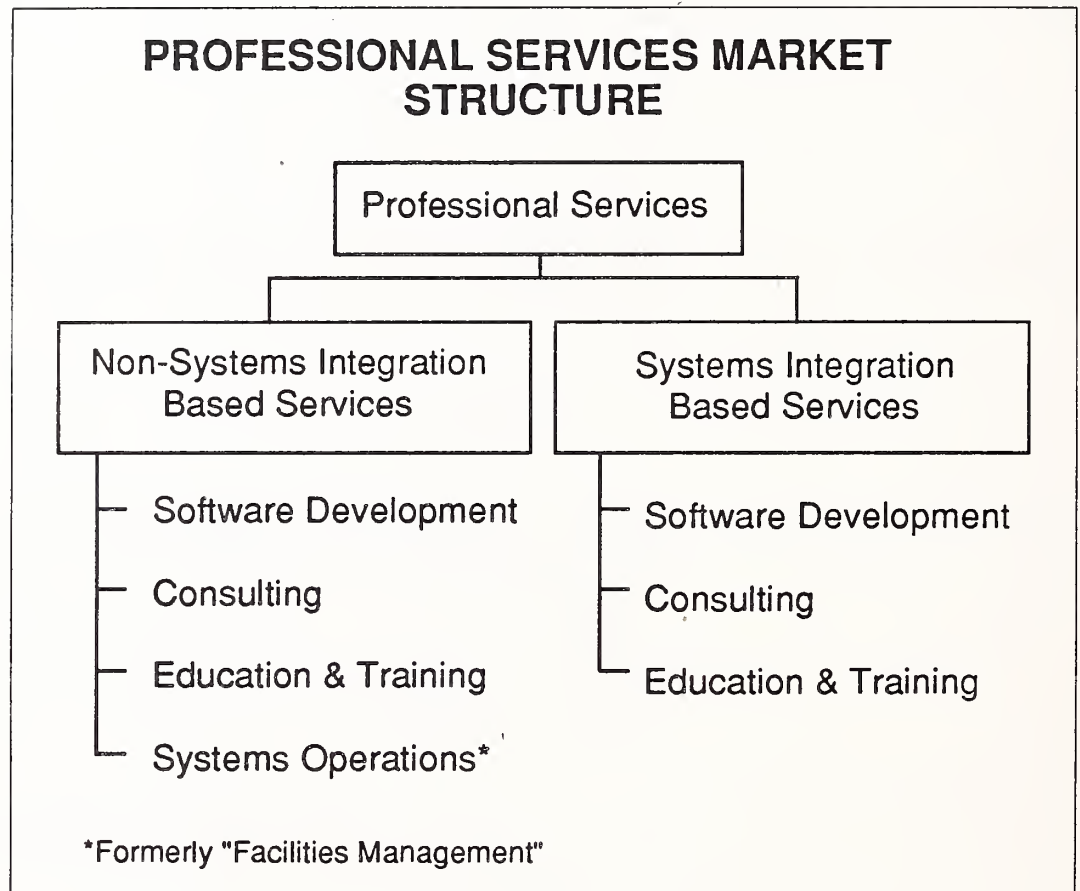 PROFESSIONAL SERVICES MARKET
STRUCTURE
Professional Services
Non-Systems Integration
Based Services
Software Development
Consulting
Education & Training
Systems Operations*
Systems Integration
Based Services
Software Development
Consulting
Education & Training
*Formerly "Facilities Management"